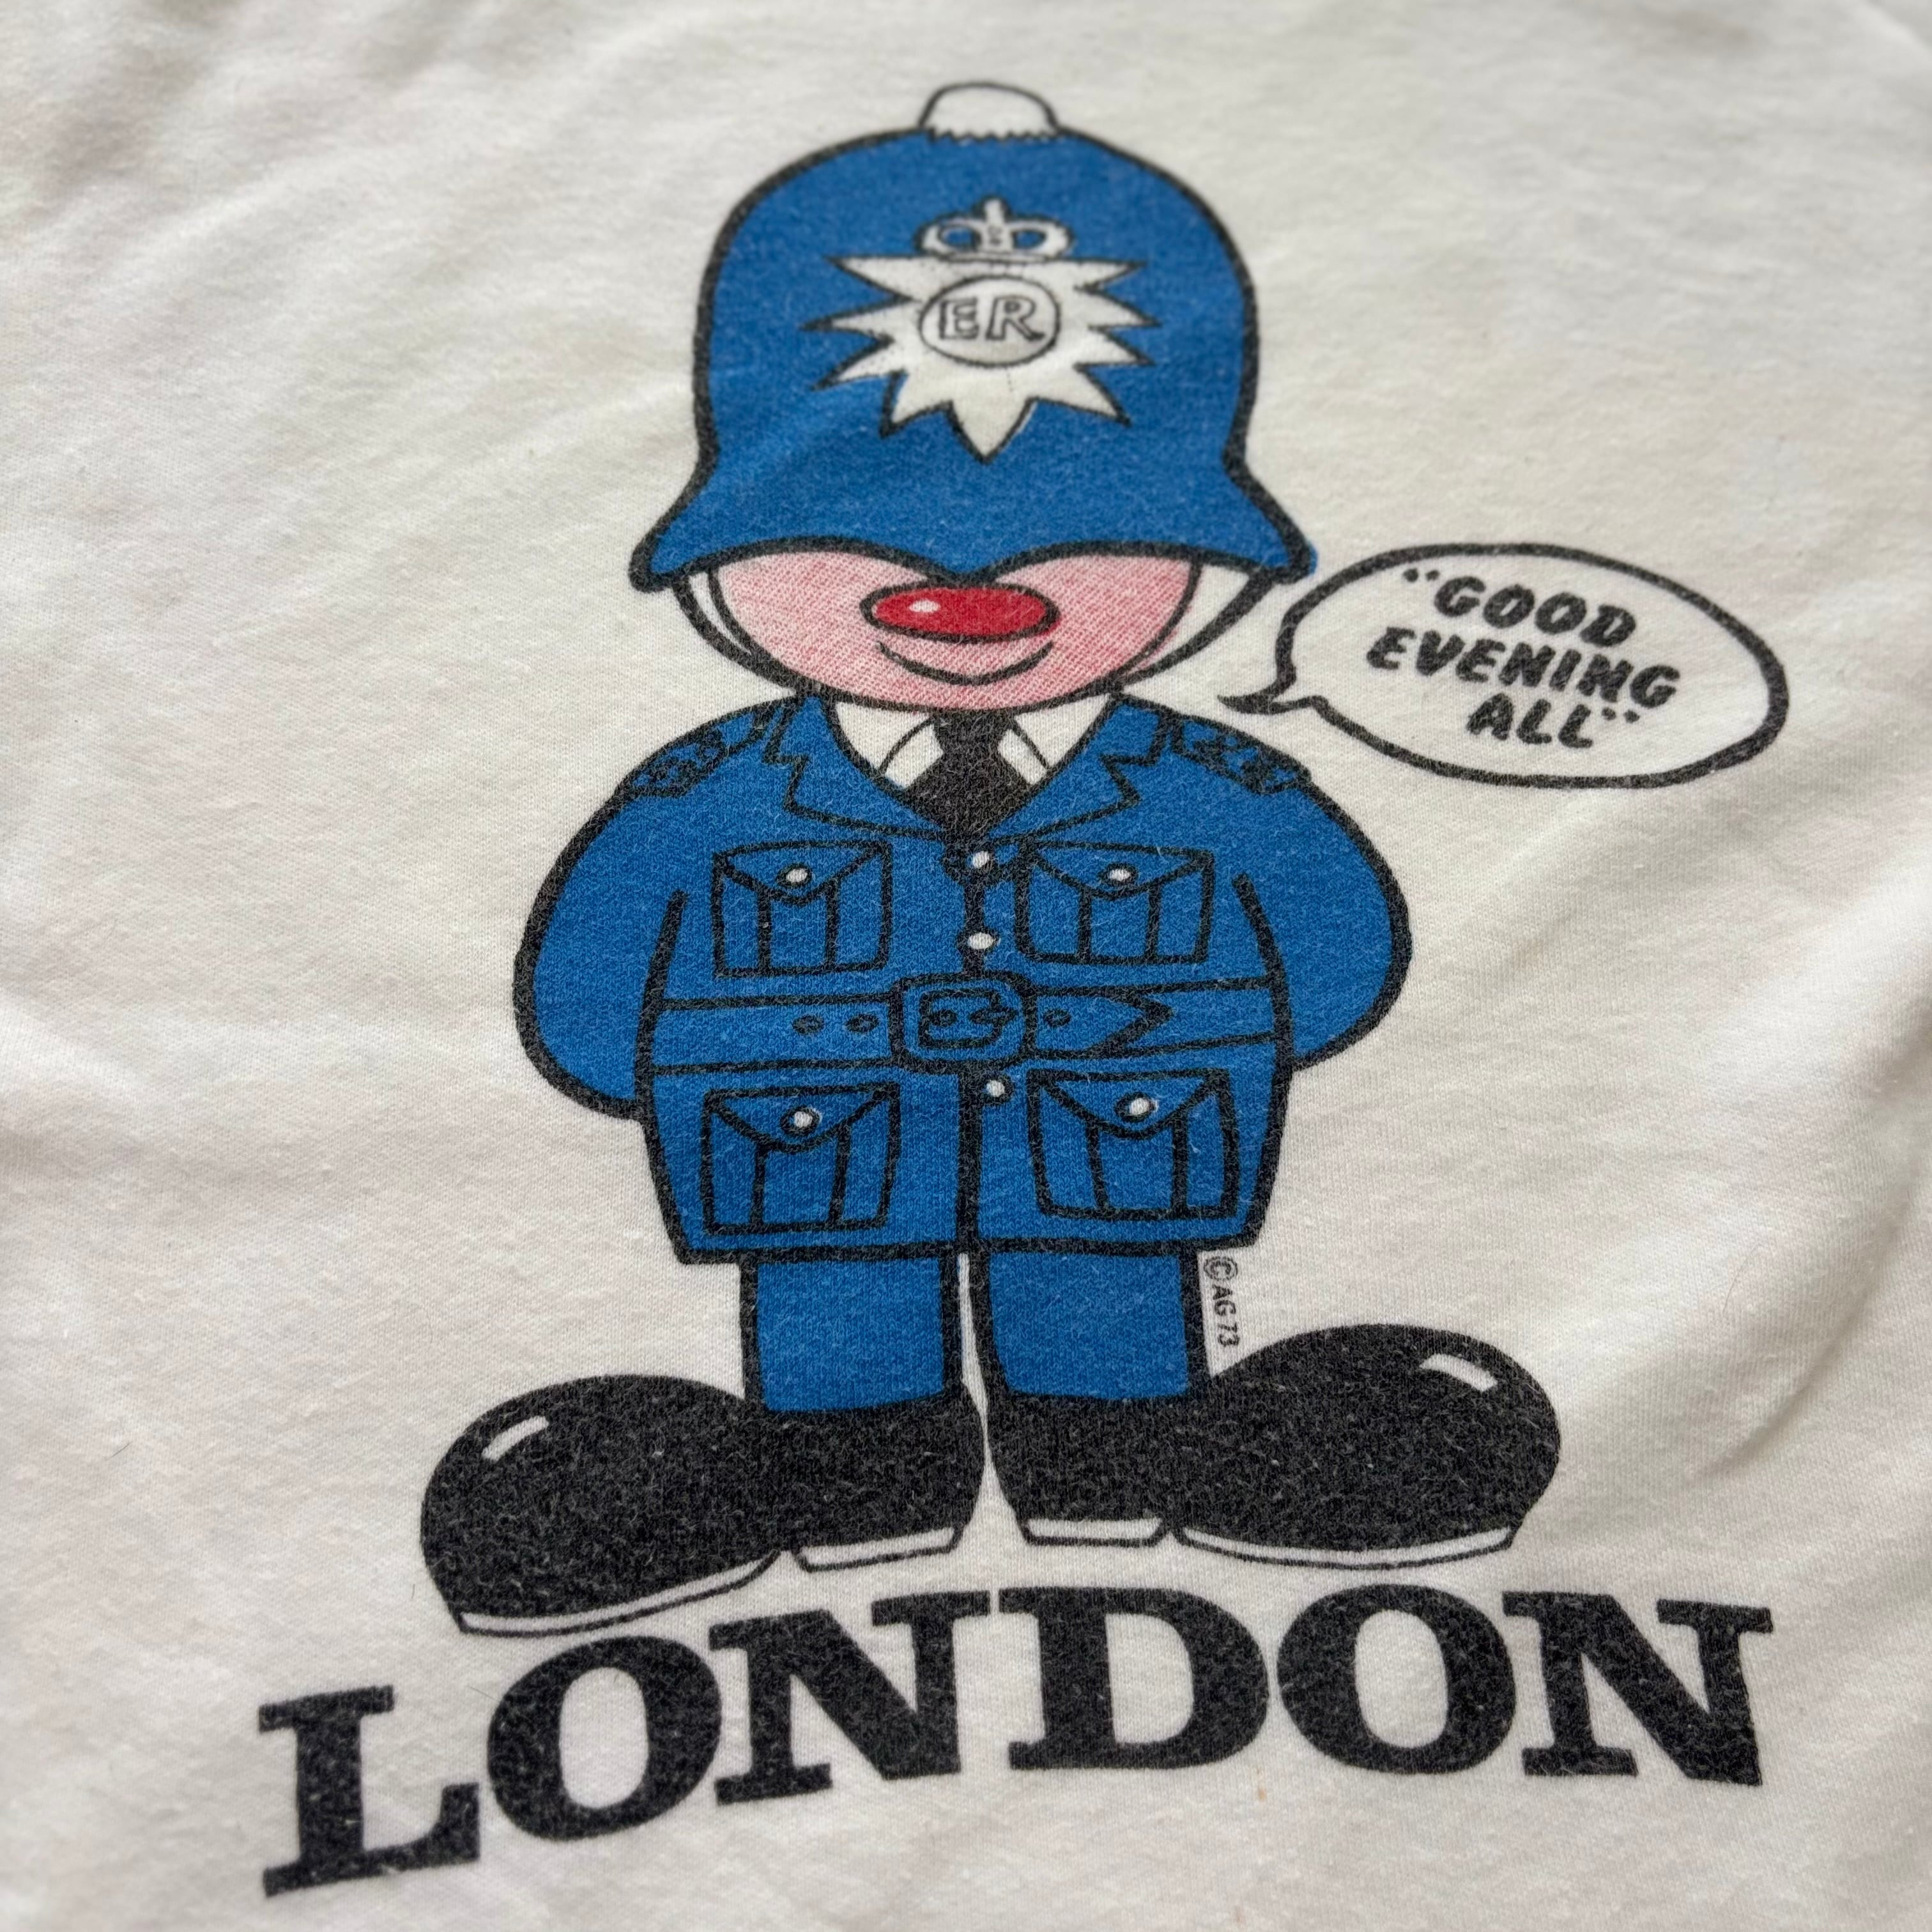 ER
"GOOD
EVENING
ALL"
© AG 73
LONDON